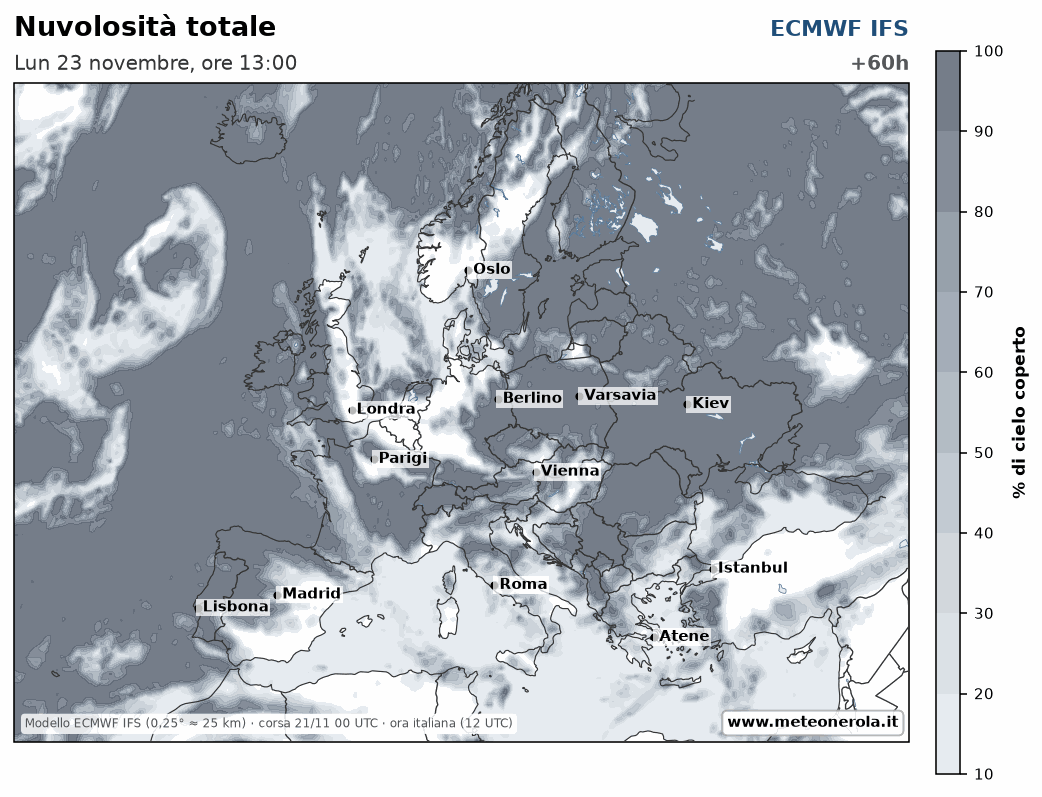 Nuvolosità totale
ECMWF IFS
Lun 23 novembre, ore 13:00
+60h
100
90
80
70
60
50
40
30
20
10
% di cielo coperto
Oslo
Berlino
Varsavia
Kiev
Londra
Parigi
Vienna
Istanbul
Roma
Madrid
Lisbona
Atene
Modello ECMWF IFS (0,25° ≈ 25 km) · corsa 21/11 00 UTC · ora italiana (12 UTC)
www.meteonerola.it